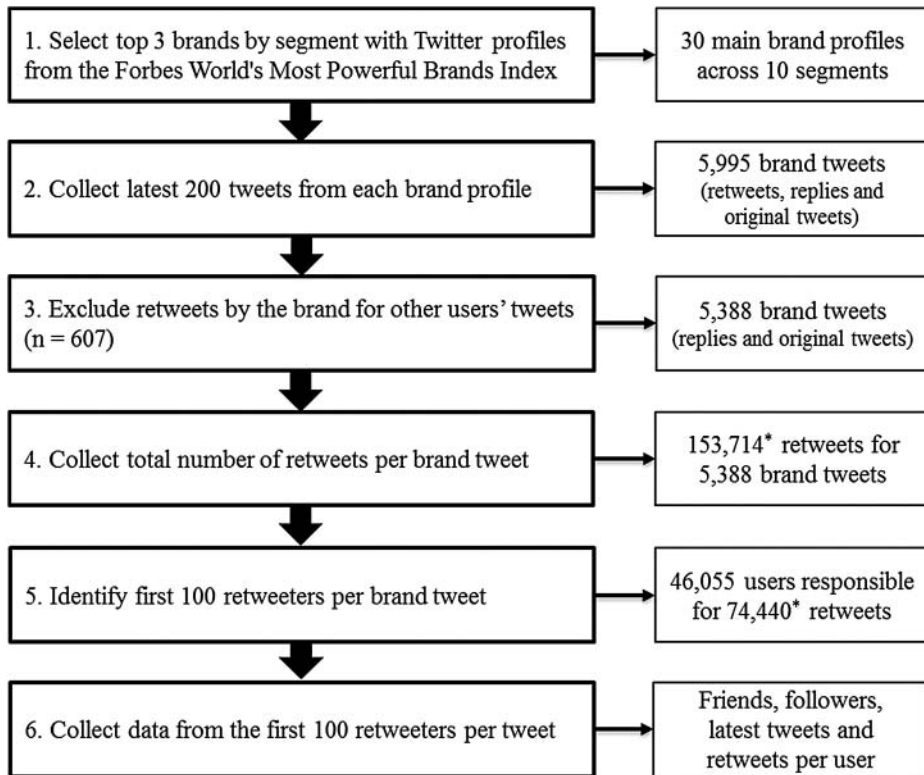 1. Select top 3 brands by segment with Twitter profiles
from the Forbes World's Most Powerful Brands Index
30 main brand profiles
across 10 segments
2. Collect latest 200 tweets from each brand profile
5,995 brand tweets
(retweets, replies and
original tweets)
3. Exclude retweets by the brand for other users’ tweets
(n = 607)
5,388 brand tweets
(replies and original tweets)
4. Collect total number of retweets per brand tweet
153,714* retweets for
5,388 brand tweets
5. Identify first 100 retweeters per brand tweet
46,055 users responsible
for 74,440* retweets
6. Collect data from the first 100 retweeters per tweet
Friends, followers,
latest tweets and
retweets per user